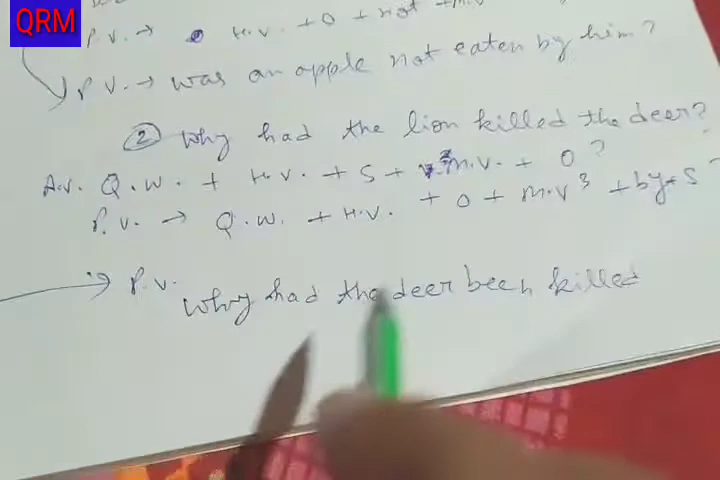 QRM
P.V. → H.V. + O + not + M.V
P.V. → was an apple not eaten by him?
② Why had the lion killed the deer?
A.V. Q.W. + H.V. + S + M.V. + O?
P.V. → Q.W. + H.V. + O + M.V³ + by + S
P.V.
Why had the deer been killed